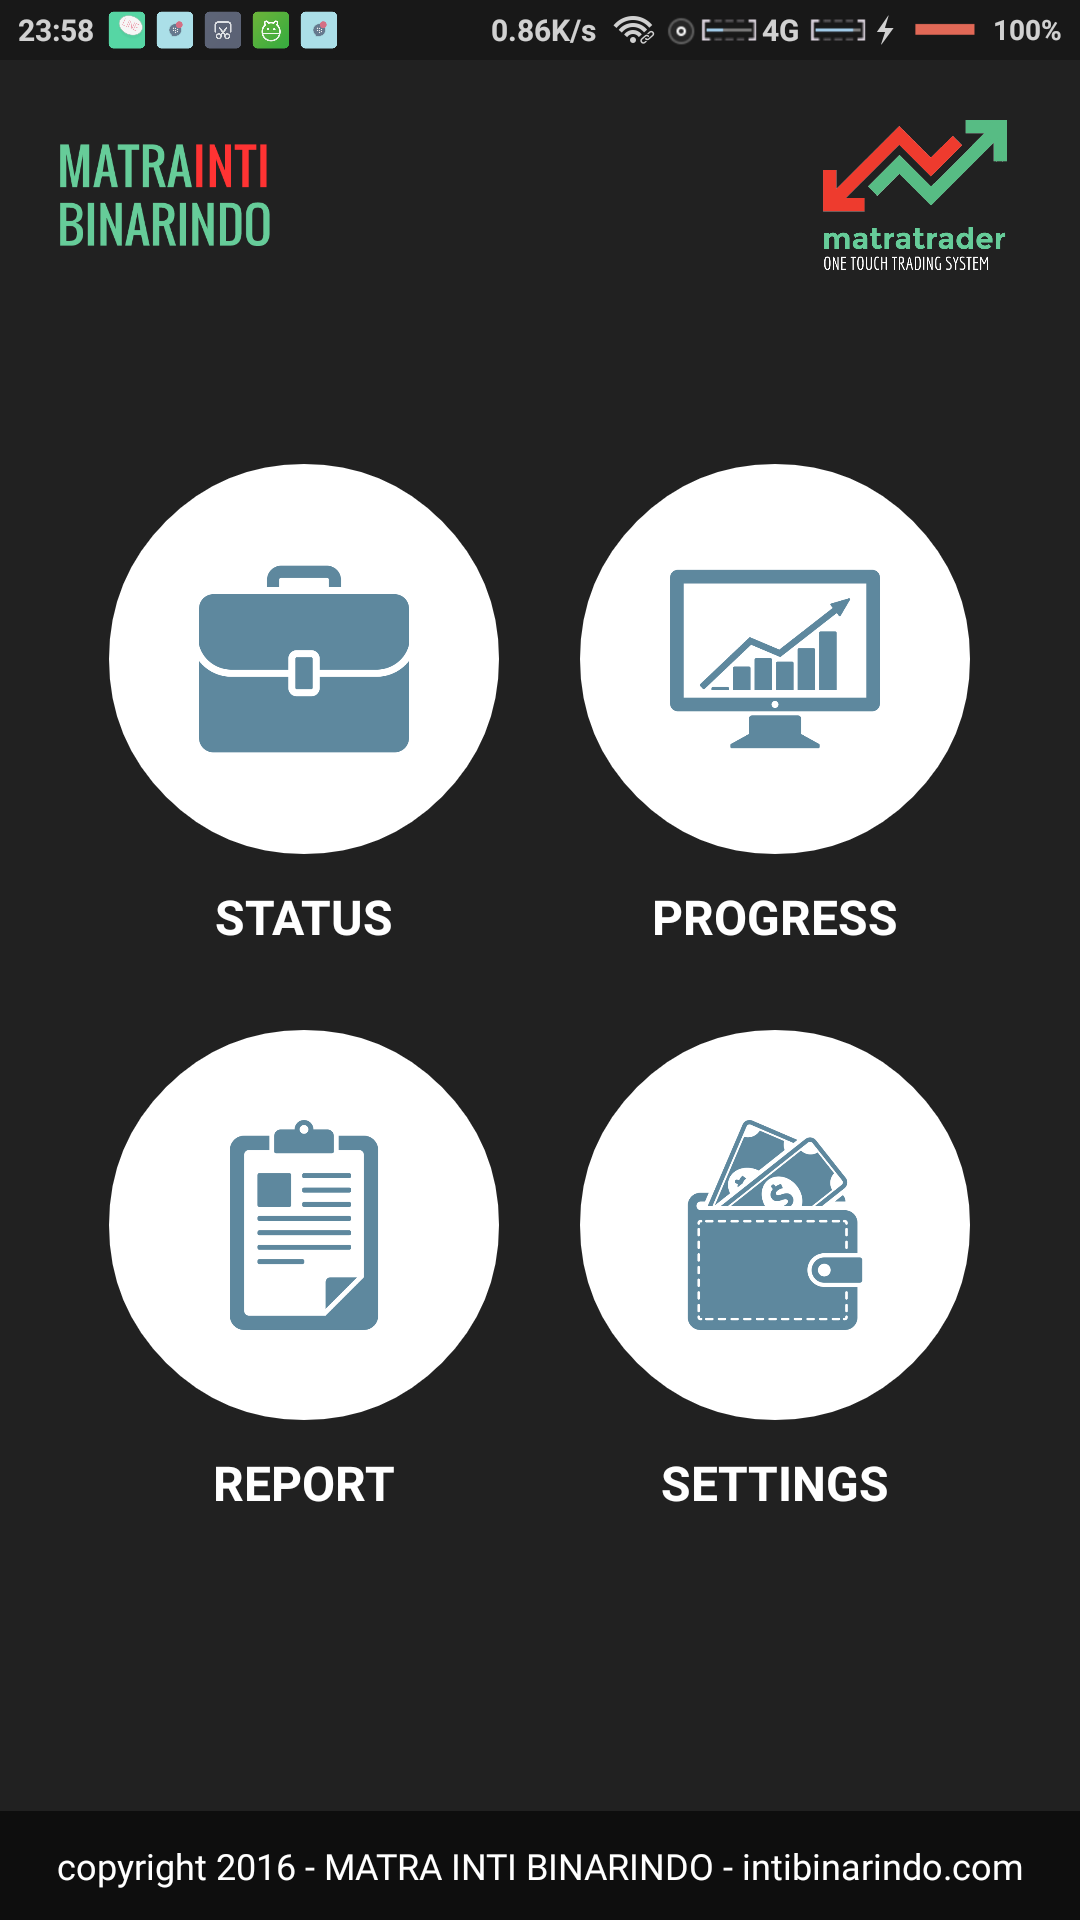 23:58 0.86K/s 4G 100%
MATRAINTI
BINARINDO
matratrader
ONE TOUCH TRADING SYSTEM
STATUS
PROGRESS
$
REPORT
SETTINGS
copyright 2016 - MATRA INTI BINARINDO - intibinarindo.com